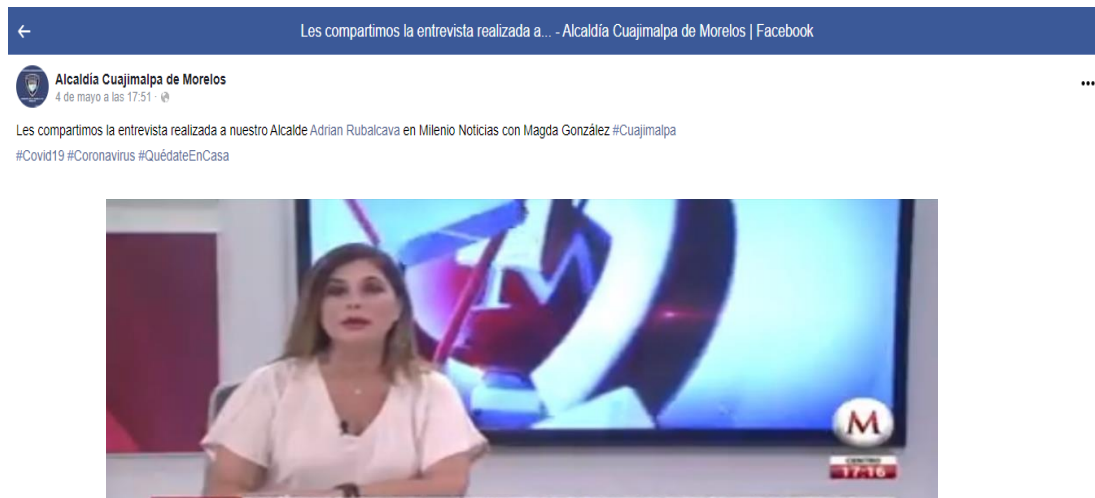 Les compartimos la entrevista realizada a... - Alcaldía Cuajimalpa de Morelos | Facebook
Alcaldía Cuajimalpa de Morelos
4 de mayo a las 17:51 ·
Les compartimos la entrevista realizada a nuestro Alcalde Adrian Rubalcava en Milenio Noticias con Magda González #Cuajimalpa
#Covid19 #Coronavirus #QuédateEnCasa
M
M
CENTRO
17:16